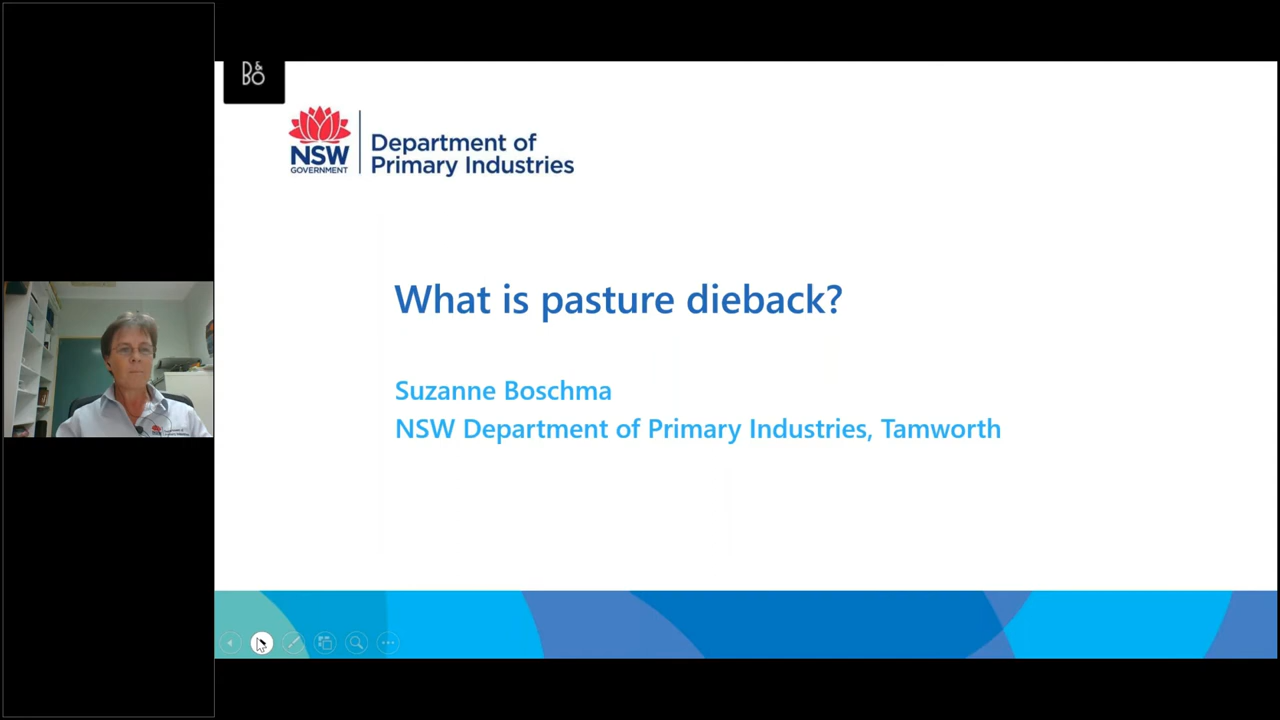 B&O
NSW
GOVERNMENT
Department of
Primary Industries
What is pasture dieback?
Suzanne Boschma
NSW Department of Primary Industries, Tamworth